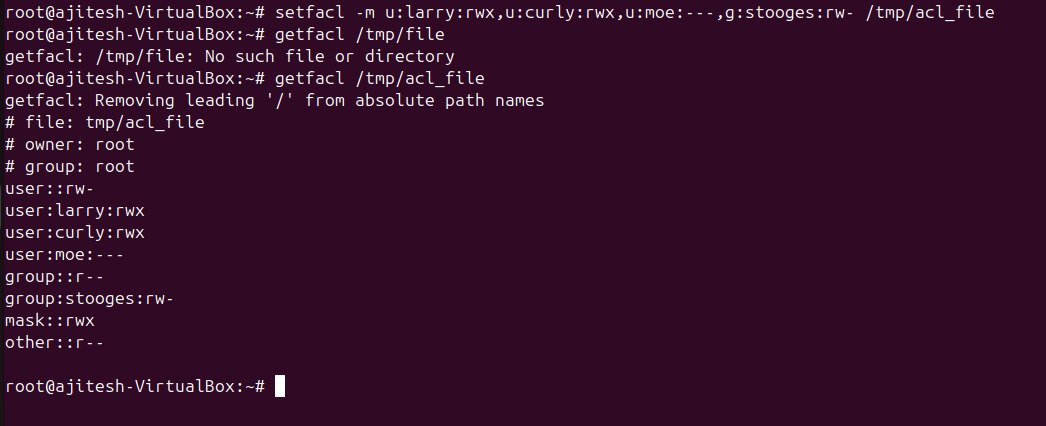 root@ajitesh-VirtualBox:~# setfacl -m u:larry:rwx,u:curly:rwx,u:moe:---,g:stooges:rw- /tmp/acl_file
root@ajitesh-VirtualBox:~# getfacl /tmp/file
getfacl: /tmp/file: No such file or directory
root@ajitesh-VirtualBox:~# getfacl /tmp/acl_file
getfacl: Removing leading '/' from absolute path names
# file: tmp/acl_file
# owner: root
# group: root
user::rw-
user:larry:rwx
user:curly:rwx
user:moe:---
group::r--
group:stooges:rw-
mask::rwx
other::r--
root@ajitesh-VirtualBox:~#